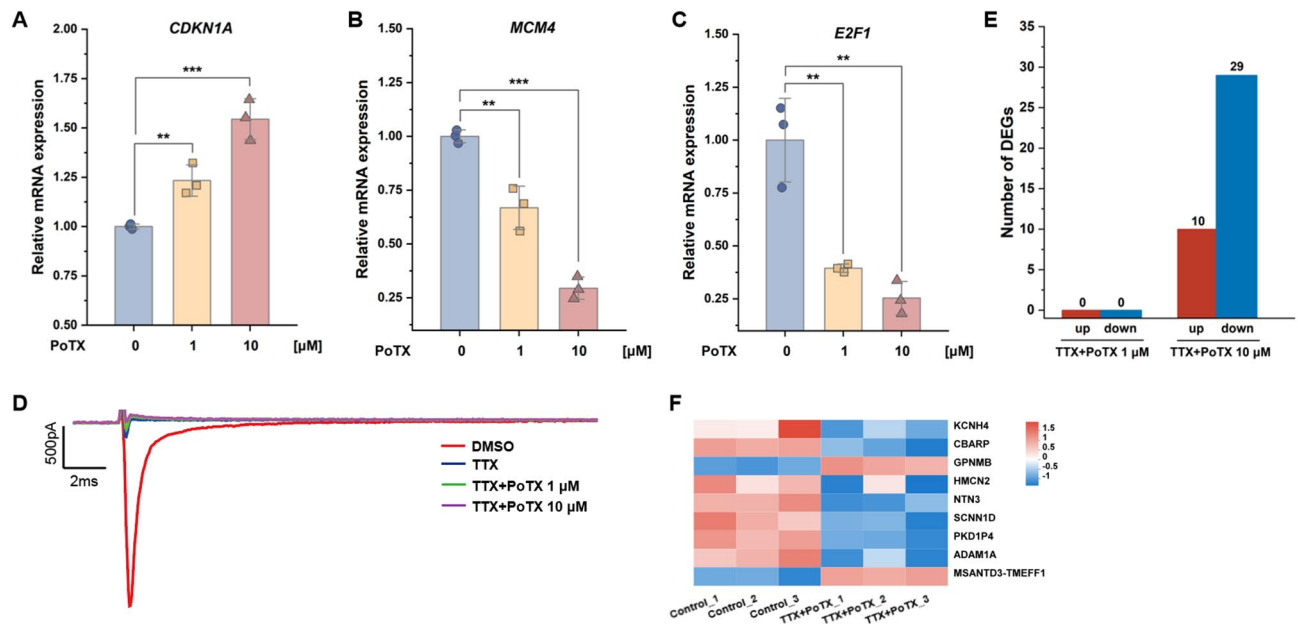 A
CDKN1A
Relative mRNA expression
2.00
1.75
1.50
1.25
1.00
1.25
0.50
***
**
PoTX 0 1 10 [μM]
B
MCM4
Relative mRNA expression
1.50
1.25
1.00
0.75
0.50
0.25
***
**
PoTX 0 1 10 [μM]
C
E2F1
Relative mRNA expression
1.50
1.25
1.00
0.75
0.50
0.25
**
**
PoTX 0 1 10 [μM]
E
Number of DEGs
35
30
25
20
15
10
5
0
0 0 10 29
up down up down
TTX+PoTX 1 μM TTX+PoTX 10 μM
D
500pA
2ms
DMSO
TTX
TTX+PoTX 1 μM
TTX+PoTX 10 μM
F
KCNH4
CBARP
GPNMB
HMCN2
NTN3
SCNN1D
PKD1P4
ADAM1A
MSANTD3-TMEFF1
1.5
1
0.5
0
-0.5
-1
Control_1 Control_2 Control_3 TTX+PoTX_1 TTX+PoTX_2 TTX+PoTX_3